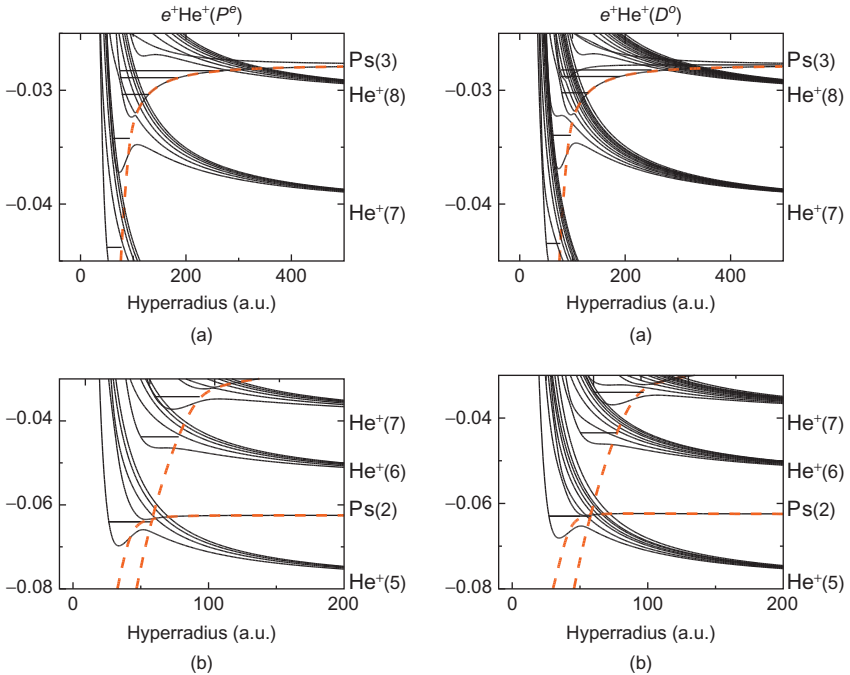 e⁺He⁺(Pᵉ)
Ps(3)
−0.03
He⁺(8)
−0.04
He⁺(7)
0
200
400
Hyperradius (a.u.)
(a)
−0.04
He⁺(7)
He⁺(6)
−0.06
Ps(2)
−0.08
He⁺(5)
0
100
200
Hyperradius (a.u.)
(b)
e⁺He⁺(Dᵒ)
Ps(3)
−0.03
He⁺(8)
−0.04
He⁺(7)
0
200
400
Hyperradius (a.u.)
(a)
−0.04
He⁺(7)
He⁺(6)
−0.06
Ps(2)
−0.08
He⁺(5)
0
100
200
Hyperradius (a.u.)
(b)